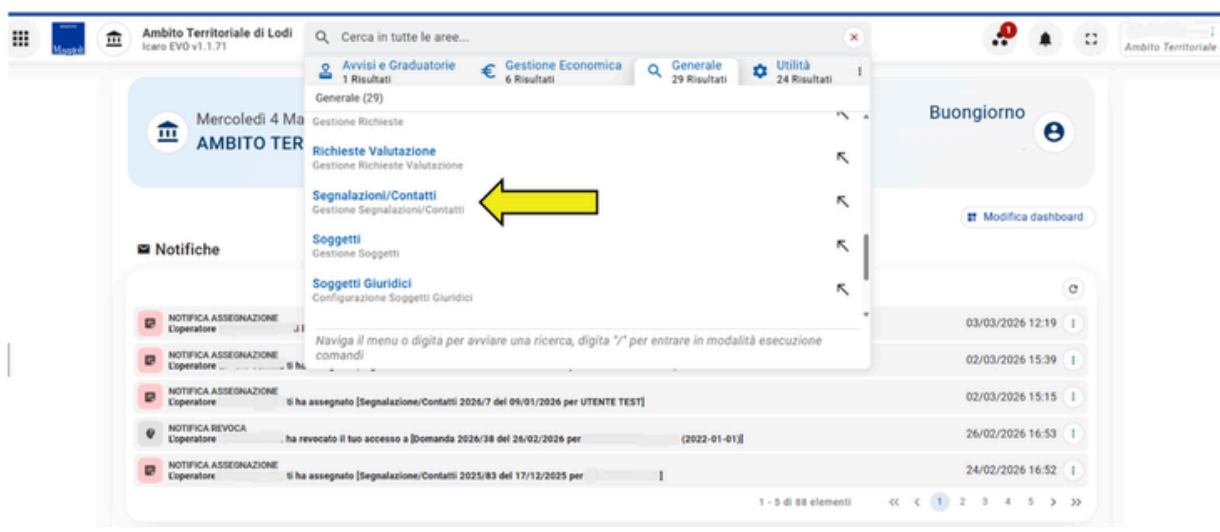 Ambito Territoriale di Lodi
Icaro EVO v1.1.71
Cerca in tutte le aree...
1
Ambito Territoriale
Avvisi e Graduatorie
1 Risultati
Gestione Economica
6 Risultati
Generale
29 Risultati
Utilità
24 Risultati
Generale (29)
Gestione Richieste
Richieste Valutazione
Gestione Richieste Valutazione
Segnalazioni/Contatti
Gestione Segnalazioni/Contatti
Soggetti
Gestione Soggetti
Soggetti Giuridici
Configurazione Soggetti Giuridici
Naviga il menu o digita per avviare una ricerca, digita "/" per entrare in modalità esecuzione
comandi
Mercoledì 4 Ma
AMBITO TER
Buongiorno
Modifica dashboard
Notifiche
NOTIFICA ASSEGNAZIONE
L'operatore
03/03/2026 12:19
NOTIFICA ASSEGNAZIONE
L'operatore ti ha
02/03/2026 15:39
NOTIFICA ASSEGNAZIONE
L'operatore ti ha assegnato [Segnalazione/Contatti 2026/7 del 09/01/2026 per UTENTE TEST]
02/03/2026 15:15
NOTIFICA REVOCA
L'operatore , ha revocato il tuo accesso a [Domanda 2026/38 del 26/02/2026 per (2022-01-01)]
26/02/2026 16:53
NOTIFICA ASSEGNAZIONE
L'operatore ti ha assegnato [Segnalazione/Contatti 2025/83 del 17/12/2025 per ]
24/02/2026 16:52
1 - 5 di 88 elementi << < 1 2 3 4 5 > >>